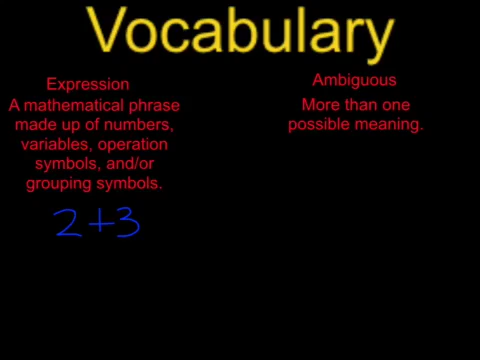 Vocabulary
Expression
A mathematical phrase
made up of numbers,
variables, operation
symbols, and/or
grouping symbols.
2+3
Ambiguous
More than one
possible meaning.